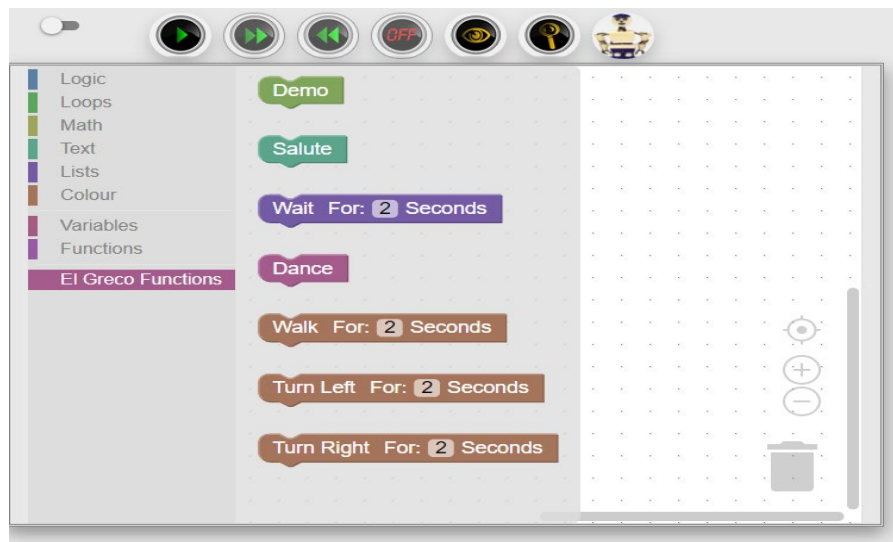 OFF
Logic
Loops
Math
Text
Lists
Colour
Variables
Functions
El Greco Functions
Demo
Salute
Wait For: 2 Seconds
Dance
Walk For: 2 Seconds
Turn Left For: 2 Seconds
Turn Right For: 2 Seconds